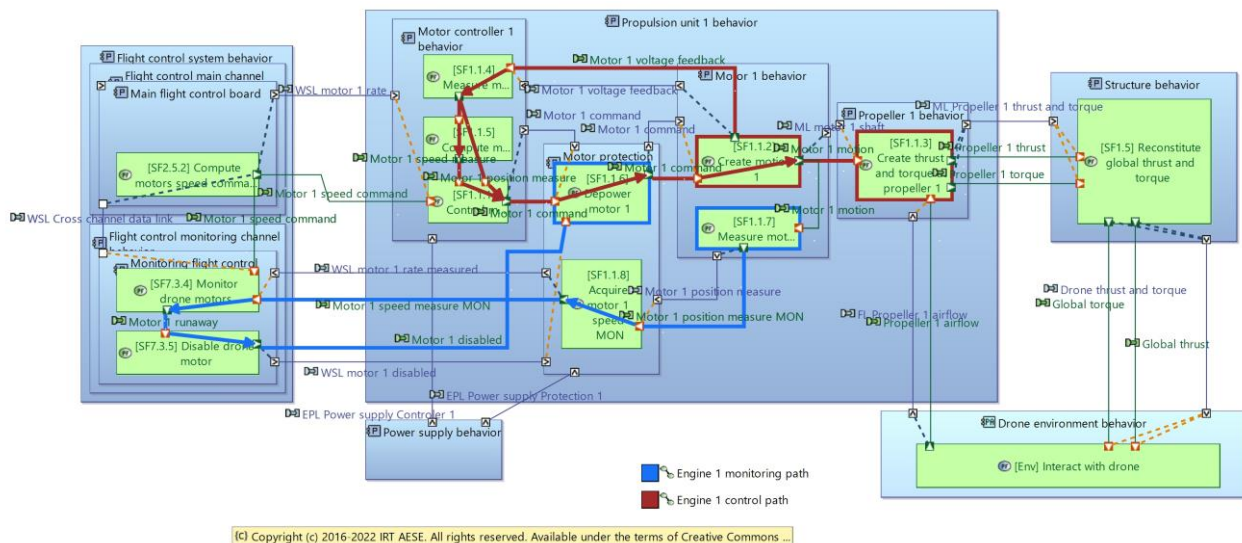 Propulsion unit 1 behavior
Motor controller 1
behavior
Flight control system behavior
Flight control main channel
Main flight control board
WSL motor 1 rate
[SF1.1.4]
Measure m...
Motor 1 voltage feedback
Motor 1 voltage feedback
Motor 1 behavior
Structure behavior
[SF1.1.5]
Compute m...
Motor 1 command
Motor 1 command
Motor 1 command
ML motor 1 shaft
ML Propeller 1 thrust and torque
Propeller 1 behavior
[SF2.5.2] Compute
motors speed comma...
Motor 1 speed measure
Motor 1 position measure
Motor 1 speed command
Motor protection
[SF1.1.6]
Depower
motor 1
[SF1.1.2]
Create motion
1
Motor 1 motion
[SF1.1.3]
Create thrust
and torque
propeller 1
Propeller 1 thrust
Propeller 1 torque
[SF1.5] Reconstitute
global thrust and
torque
Motor 1 command
WSL Cross channel data link
Motor 1 speed command
[SF1.1.7]
Measure mot...
Motor 1 motion
Flight control monitoring channel
behavior
Monitoring flight control
[SF7.3.4] Monitor
drone motors
WSL motor 1 rate measured
[SF1.1.8]
Acquire
motor 1
speed
MON
Motor 1 position measure
Motor 1 speed measure MON
Motor 1 position measure MON
Drone thrust and torque
Global torque
FL Propeller 1 airflow
Propeller 1 airflow
Motor 1 runaway
[SF7.3.5] Disable drone
motor
Motor 1 disabled
Global thrust
WSL motor 1 disabled
EPL Power supply Protection 1
EPL Power supply Controler 1
Power supply behavior
Drone environment behavior
[Env] Interact with drone
Engine 1 monitoring path
Engine 1 control path
(c) Copyright (c) 2016-2022 IRT AESE. All rights reserved. Available under the terms of Creative Commons ...